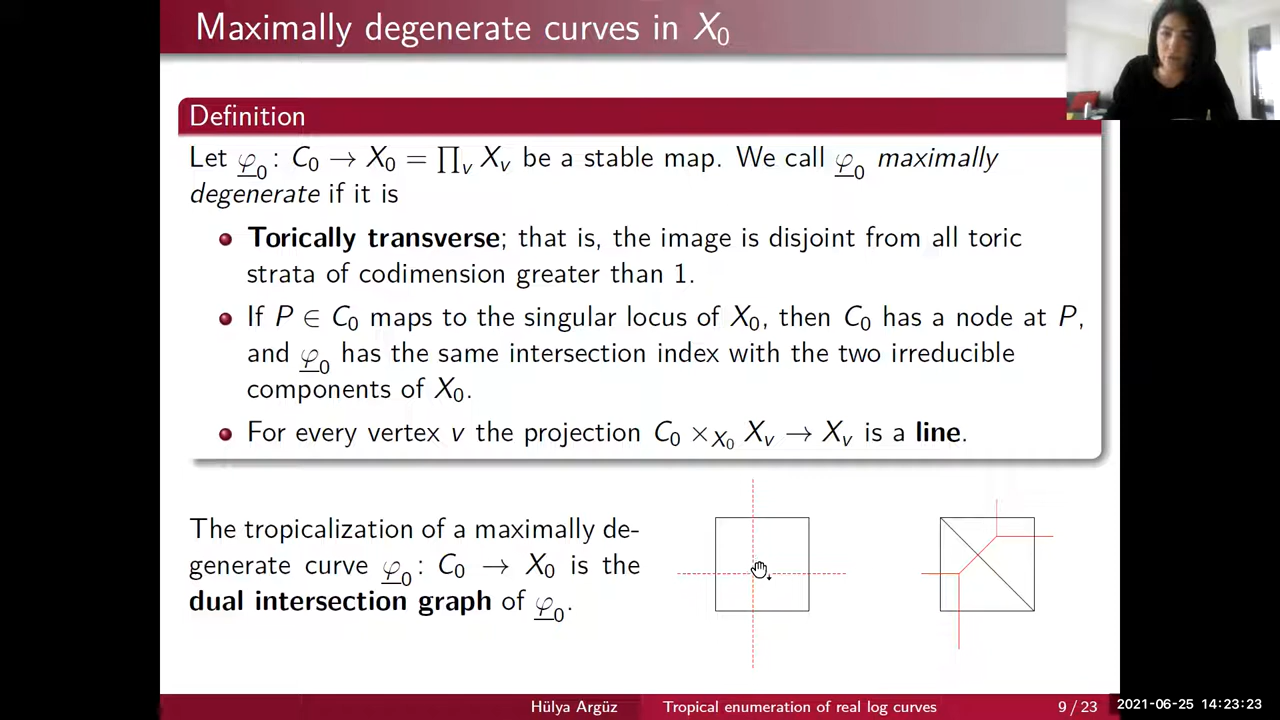 Maximally degenerate curves in X₀
Definition
Let φ₀ : C₀ → X₀ = ∏ᵥ Xᵥ be a stable map. We call φ₀ maximally
degenerate if it is
Torically transverse; that is, the image is disjoint from all toric
strata of codimension greater than 1.
If P ∈ C₀ maps to the singular locus of X₀, then C₀ has a node at P,
and φ₀ has the same intersection index with the two irreducible
components of X₀.
For every vertex v the projection C₀ ×_X₀ Xᵥ → Xᵥ is a line.
The tropicalization of a maximally de-
generate curve φ₀ : C₀ → X₀ is the
dual intersection graph of φ₀.
Hülya Argüz Tropical enumeration of real log curves 9 / 23
2021-06-25 14:23:23